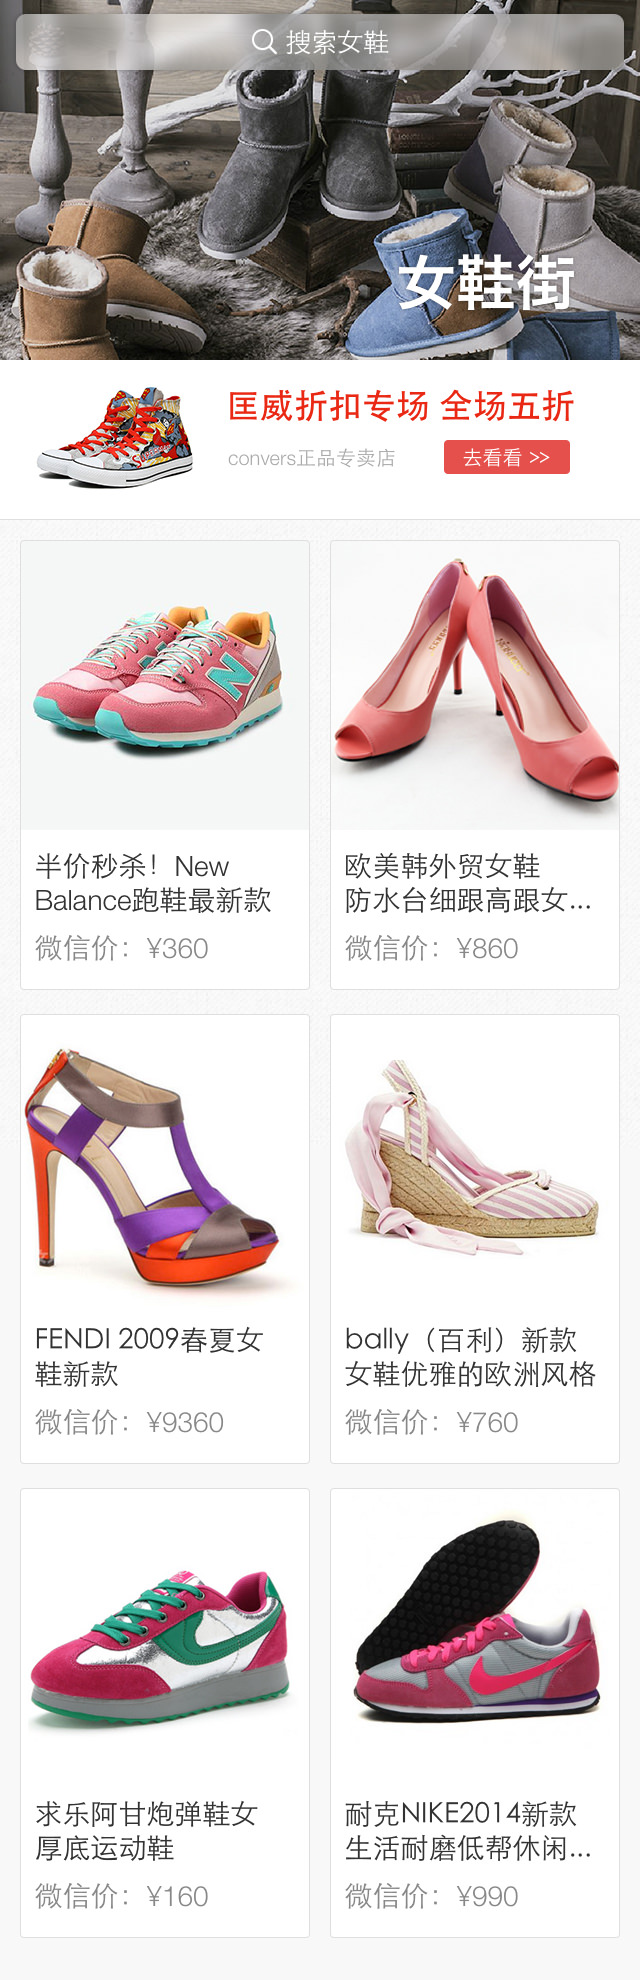 搜索女鞋
女鞋街
匡威折扣专场 全场五折
convers正品专卖店
去看看 >>
半价秒杀！New
Balance跑鞋最新款
微信价：¥360
欧美韩外贸女鞋
防水台细跟高跟女...
微信价：¥860
FENDI 2009春夏女
鞋新款
微信价：¥9360
bally（百利）新款
女鞋优雅的欧洲风格
微信价：¥760
求乐阿甘炮弹鞋女
厚底运动鞋
微信价：¥160
耐克NIKE2014新款
生活耐磨低帮休闲...
微信价：¥990